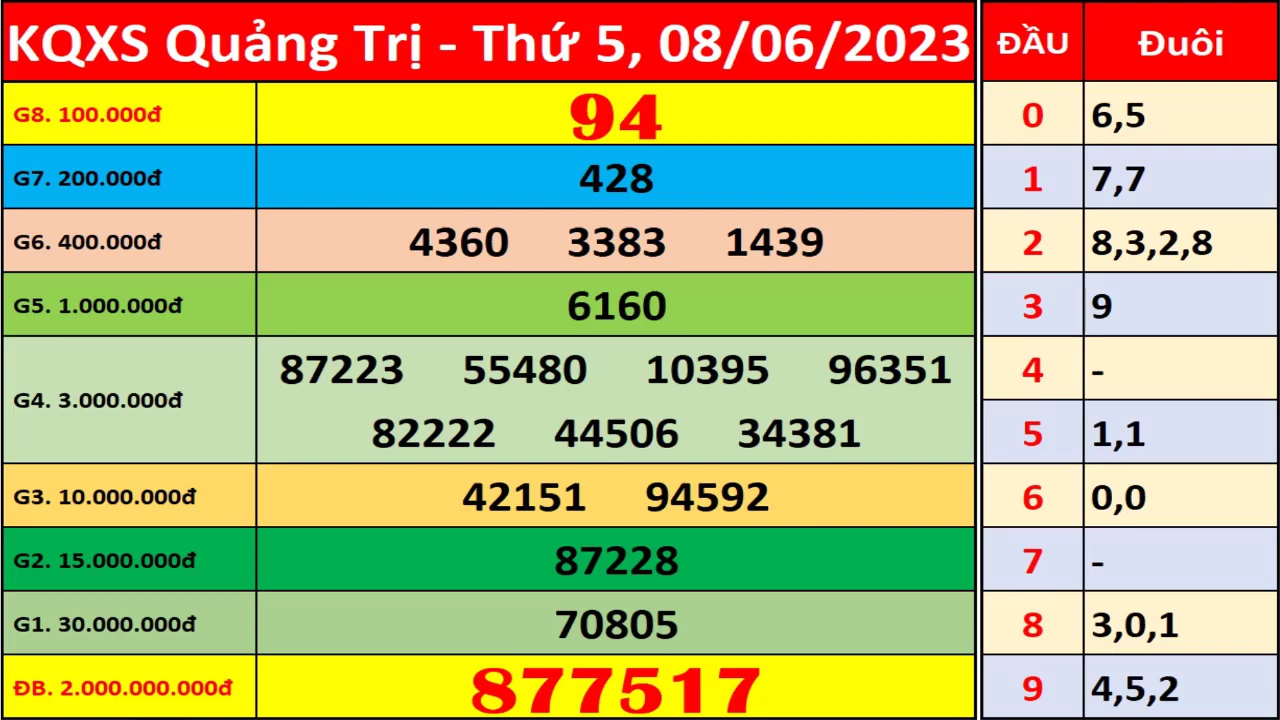 KQXS Quảng Trị - Thứ 5, 08/06/2023 ĐẦU Đuôi
G8. 100.000đ 94 0 6,5
G7. 200.000đ 428 1 7,7
G6. 400.000đ 4360 3383 1439 2 8,3,2,8
G5. 1.000.000đ 6160 3 9
87223 55480 10395 96351 4 -
G4. 3.000.000đ
82222 44506 34381 5 1,1
G3. 10.000.000đ 42151 94592 6 0,0
G2. 15.000.000đ 87228 7 -
G1. 30.000.000đ 70805 8 3,0,1
ĐB. 2.000.000.000đ 877517 9 4,5,2